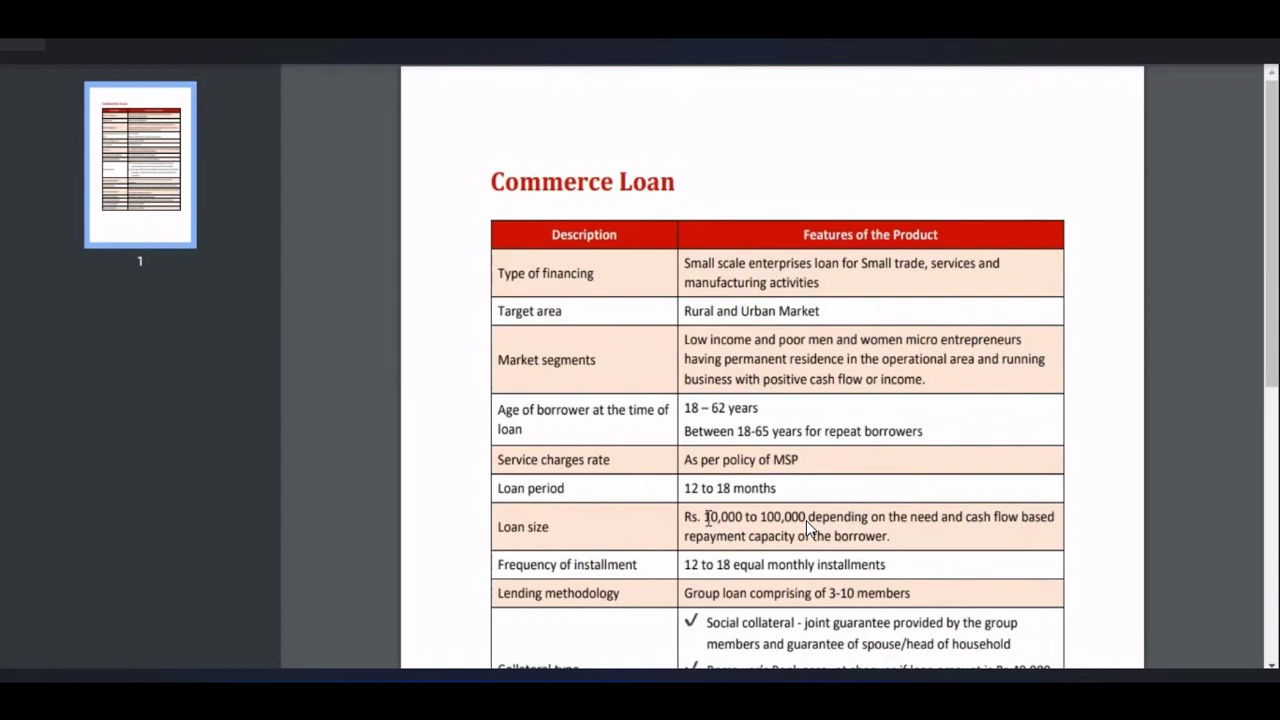 Commerce Loan
Description
Features of the Product
Type of financing
Small scale enterprises loan for Small trade, services and
manufacturing activities
Target area
Rural and Urban Market
Market segments
Low income and poor men and women micro entrepreneurs
having permanent residence in the operational area and running
business with positive cash flow or income.
Age of borrower at the time of
loan
18 – 62 years
Between 18-65 years for repeat borrowers
Service charges rate
As per policy of MSP
Loan period
12 to 18 months
Loan size
Rs. 10,000 to 100,000 depending on the need and cash flow based
repayment capacity of the borrower.
Frequency of installment
12 to 18 equal monthly installments
Lending methodology
Group loan comprising of 3-10 members
Collateral type
✓ Social collateral - joint guarantee provided by the group
members and guarantee of spouse/head of household
1